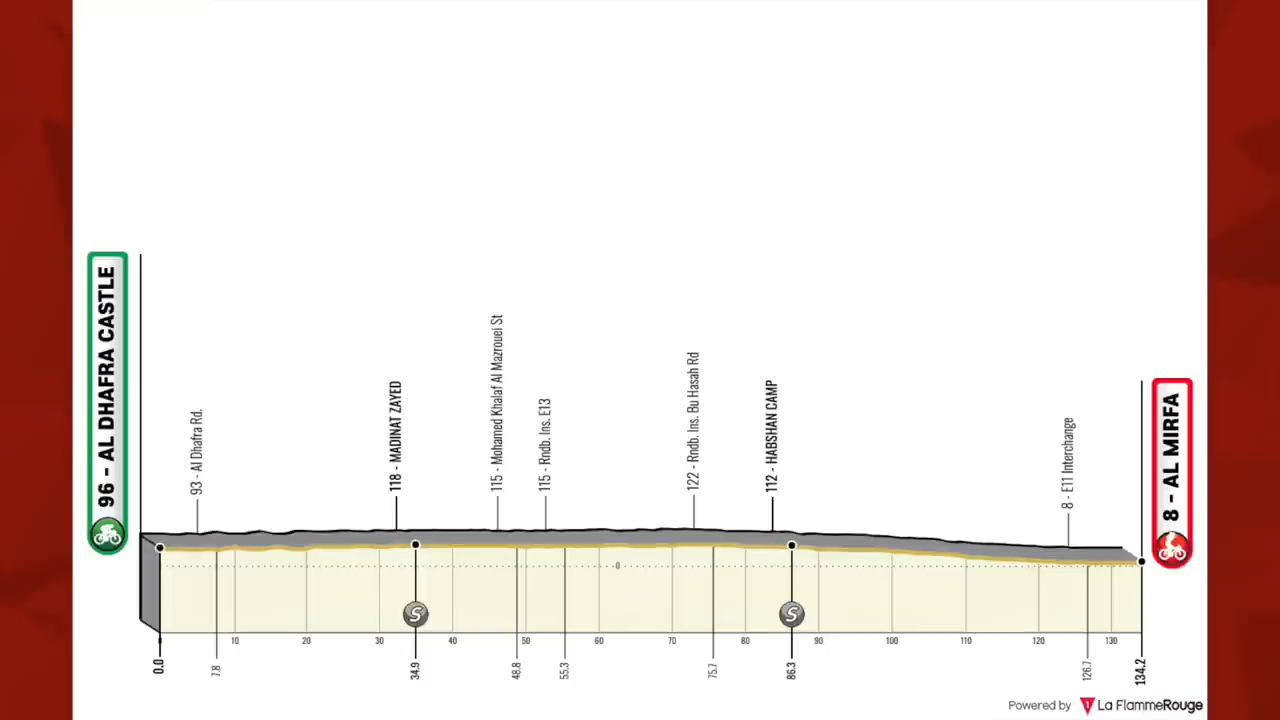 96 - AL DHAFRA CASTLE
93 - Al Dhafra Rd.
118 - MADINAT ZAYED
115 - Mohamed Khalaf Al Mazrouei St
115 - Rndb. Ins. E13
122 - Rndb. Ins. Bu Hasah Rd
112 - HABSHAN CAMP
8 - E11 Interchange
8 - AL MIRFA
0
S
S
0
10
20
30
40
50
60
70
80
90
100
110
120
130
0.0
7.8
34.9
48.8
55.3
75.7
86.3
126.7
134.2
Powered by La FlammeRouge